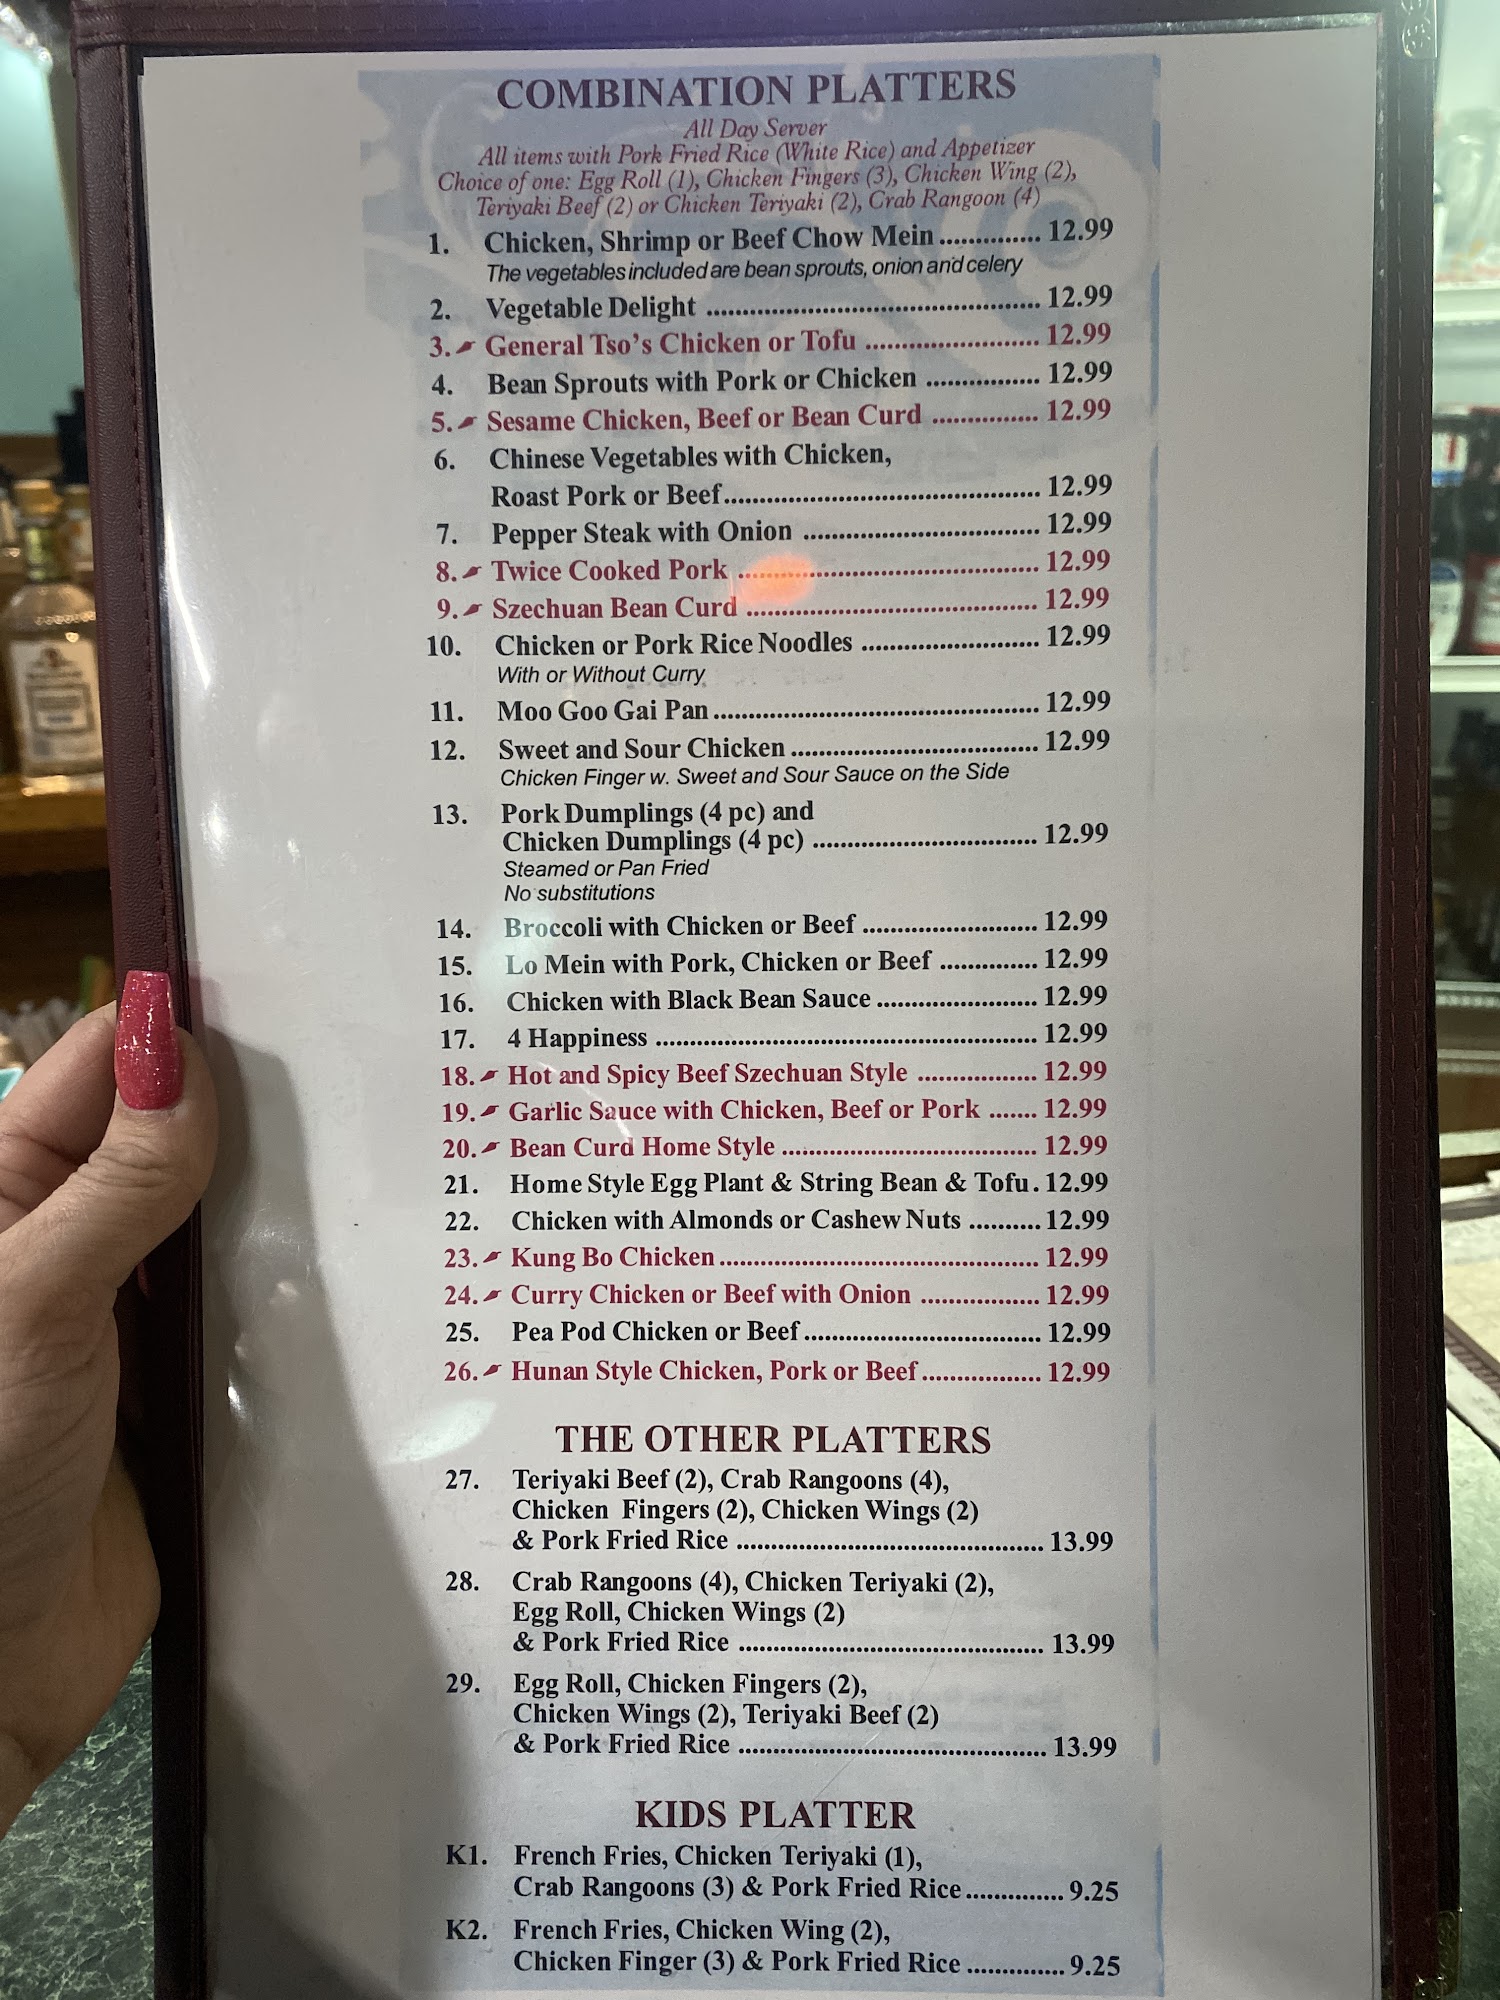 COMBINATION PLATTERS
All Day Server
All items with Pork Fried Rice (White Rice) and Appetizer
Choice of one: Egg Roll (1), Chicken Fingers (3), Chicken Wing (2),
Teriyaki Beef (2) or Chicken Teriyaki (2), Crab Rangoon (4)
1. Chicken, Shrimp or Beef Chow Mein .............. 12.99
The vegetables included are bean sprouts, onion and celery
2. Vegetable Delight .............................................. 12.99
3. General Tso's Chicken or Tofu ........................ 12.99
4. Bean Sprouts with Pork or Chicken ................ 12.99
5. Sesame Chicken, Beef or Bean Curd ............... 12.99
6. Chinese Vegetables with Chicken,
Roast Pork or Beef............................................. 12.99
7. Pepper Steak with Onion ................................. 12.99
8. Twice Cooked Pork .......................................... 12.99
9. Szechuan Bean Curd ......................................... 12.99
10. Chicken or Pork Rice Noodles ......................... 12.99
With or Without Curry
11. Moo Goo Gai Pan.............................................. 12.99
12. Sweet and Sour Chicken ................................... 12.99
Chicken Finger w. Sweet and Sour Sauce on the Side
13. Pork Dumplings (4 pc) and
Chicken Dumplings (4 pc) ................................ 12.99
Steamed or Pan Fried
No substitutions
14. Broccoli with Chicken or Beef ......................... 12.99
15. Lo Mein with Pork, Chicken or Beef .............. 12.99
16. Chicken with Black Bean Sauce ....................... 12.99
17. 4 Happiness ...................................................... 12.99
18. Hot and Spicy Beef Szechuan Style ................. 12.99
19. Garlic Sauce with Chicken, Beef or Pork ....... 12.99
20. Bean Curd Home Style .................................... 12.99
21. Home Style Egg Plant & String Bean & Tofu . 12.99
22. Chicken with Almonds or Cashew Nuts .......... 12.99
23. Kung Bo Chicken ............................................. 12.99
24. Curry Chicken or Beef with Onion ................. 12.99
25. Pea Pod Chicken or Beef.................................. 12.99
26. Hunan Style Chicken, Pork or Beef................. 12.99
THE OTHER PLATTERS
27. Teriyaki Beef (2), Crab Rangoons (4),
Chicken Fingers (2), Chicken Wings (2)
& Pork Fried Rice ............................................ 13.99
28. Crab Rangoons (4), Chicken Teriyaki (2),
Egg Roll, Chicken Wings (2)
& Pork Fried Rice ............................................ 13.99
29. Egg Roll, Chicken Fingers (2),
Chicken Wings (2), Teriyaki Beef (2)
& Pork Fried Rice ............................................ 13.99
KIDS PLATTER
K1. French Fries, Chicken Teriyaki (1),
Crab Rangoons (3) & Pork Fried Rice.............. 9.25
K2. French Fries, Chicken Wing (2),
Chicken Finger (3) & Pork Fried Rice .............. 9.25